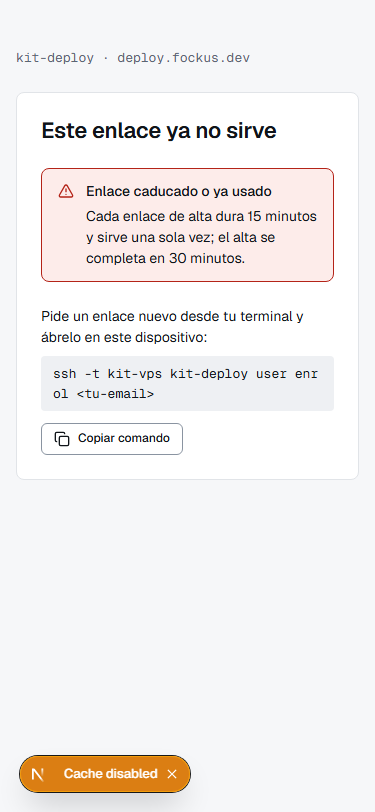 kit-deploy · deploy.fockus.dev
Este enlace ya no sirve
Enlace caducado o ya usado
Cada enlace de alta dura 15 minutos
y sirve una sola vez; el alta se
completa en 30 minutos.
Pide un enlace nuevo desde tu terminal y
ábrelo en este dispositivo:
ssh -t kit-vps kit-deploy user enr
ol <tu-email>
Copiar comando
Cache disabled